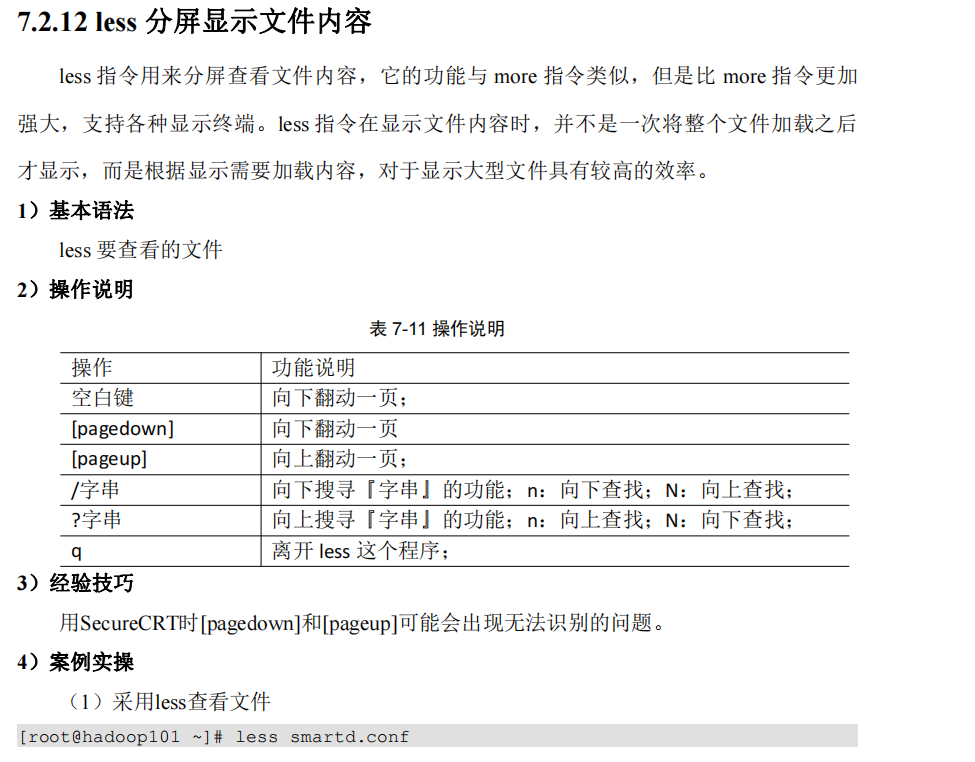 7.2.12 less 分屏显示文件内容
less 指令用来分屏查看文件内容，它的功能与 more 指令类似，但是比 more 指令更加
强大，支持各种显示终端。less 指令在显示文件内容时，并不是一次将整个文件加载之后
才显示，而是根据显示需要加载内容，对于显示大型文件具有较高的效率。
1）基本语法
less 要查看的文件
2）操作说明
表 7-11 操作说明
操作 功能说明
空白键 向下翻动一页；
[pagedown] 向下翻动一页
[pageup] 向上翻动一页；
/字串 向下搜寻『字串』的功能；n：向下查找；N：向上查找；
?字串 向上搜寻『字串』的功能；n：向上查找；N：向下查找；
q 离开 less 这个程序；
3）经验技巧
用SecureCRT时[pagedown]和[pageup]可能会出现无法识别的问题。
4）案例实操
（1）采用less查看文件
[root@hadoop101 ~]# less smartd.conf